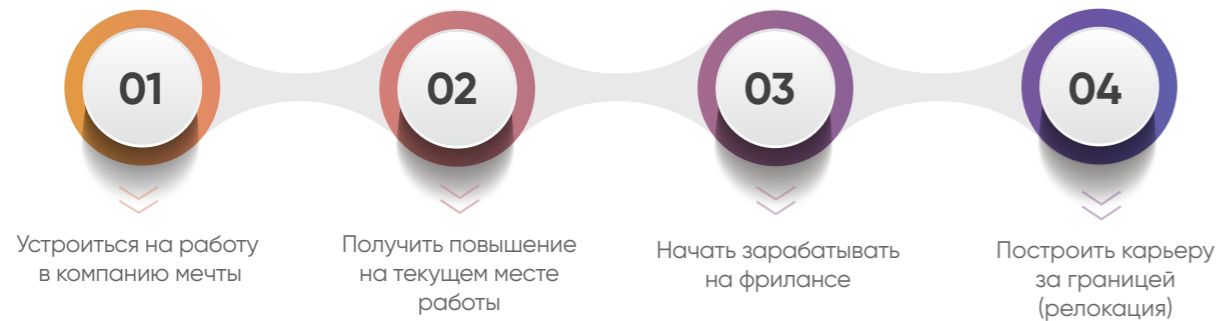 01
Устроиться на работу
в компанию мечты
02
Получить повышение
на текущем месте
работы
03
Начать зарабатывать
на фрилансе
04
Построить карьеру
за границей
(релокация)